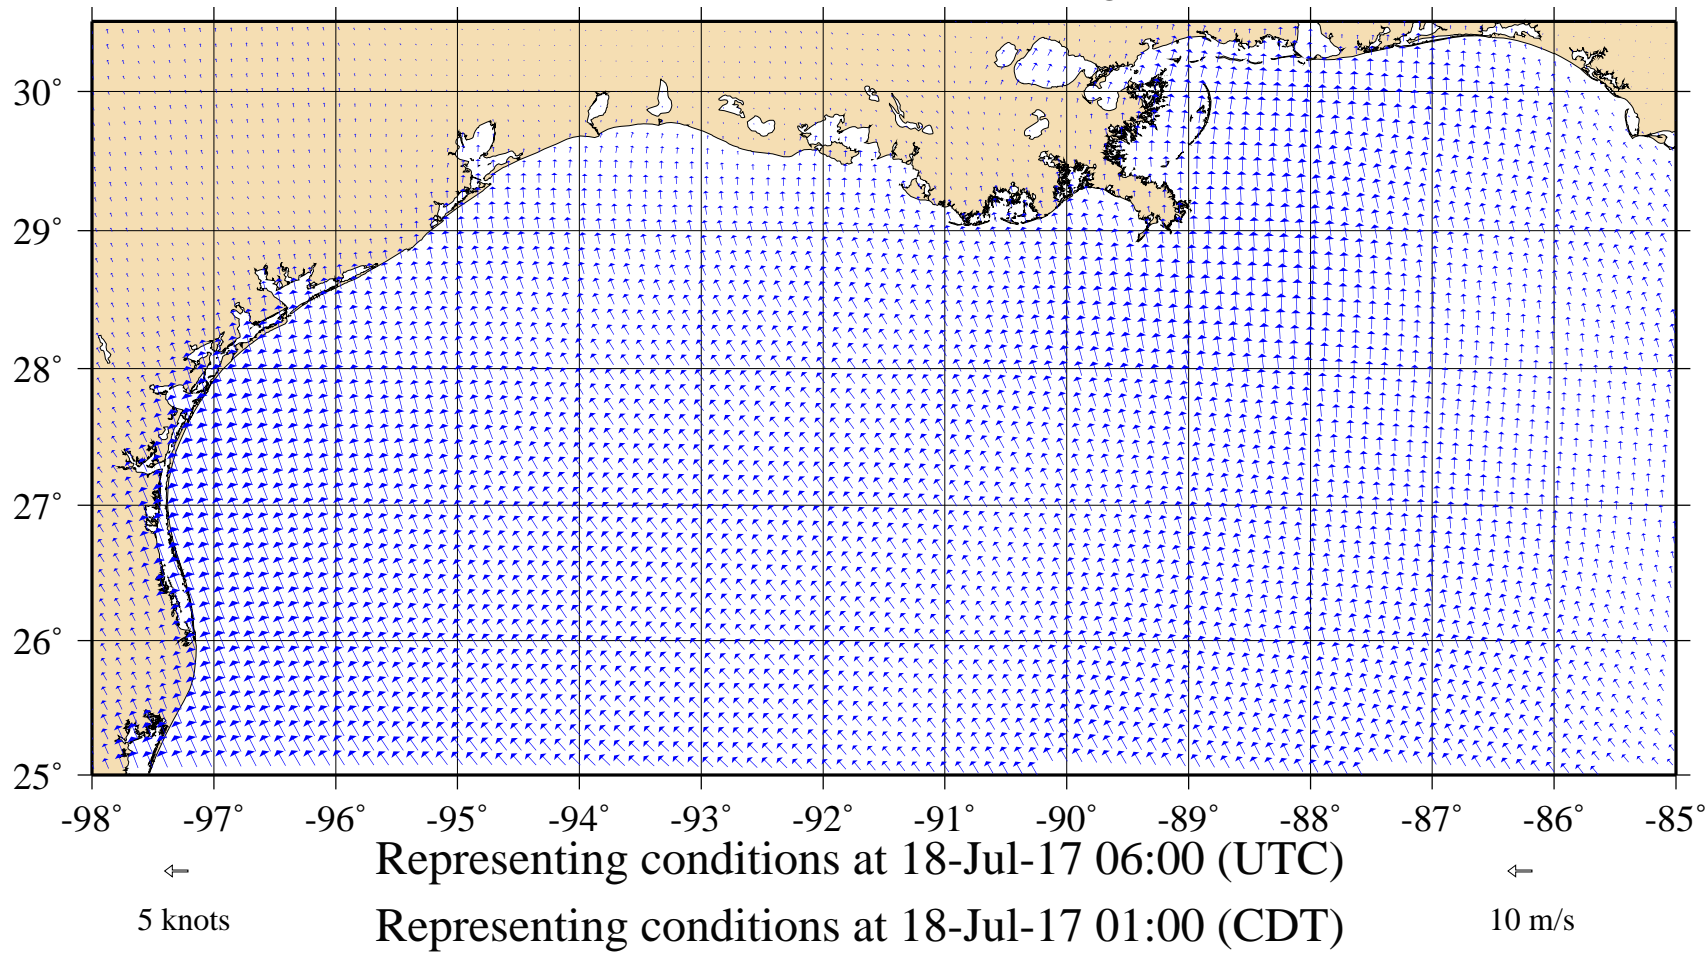 30°
29°
28°
27°
26°
25°
-98° -97° -96° -95° -94° -93° -92° -91° -90° -89° -88° -87° -86° -85°
Representing conditions at 18-Jul-17 06:00 (UTC)
5 knots
Representing conditions at 18-Jul-17 01:00 (CDT)
10 m/s